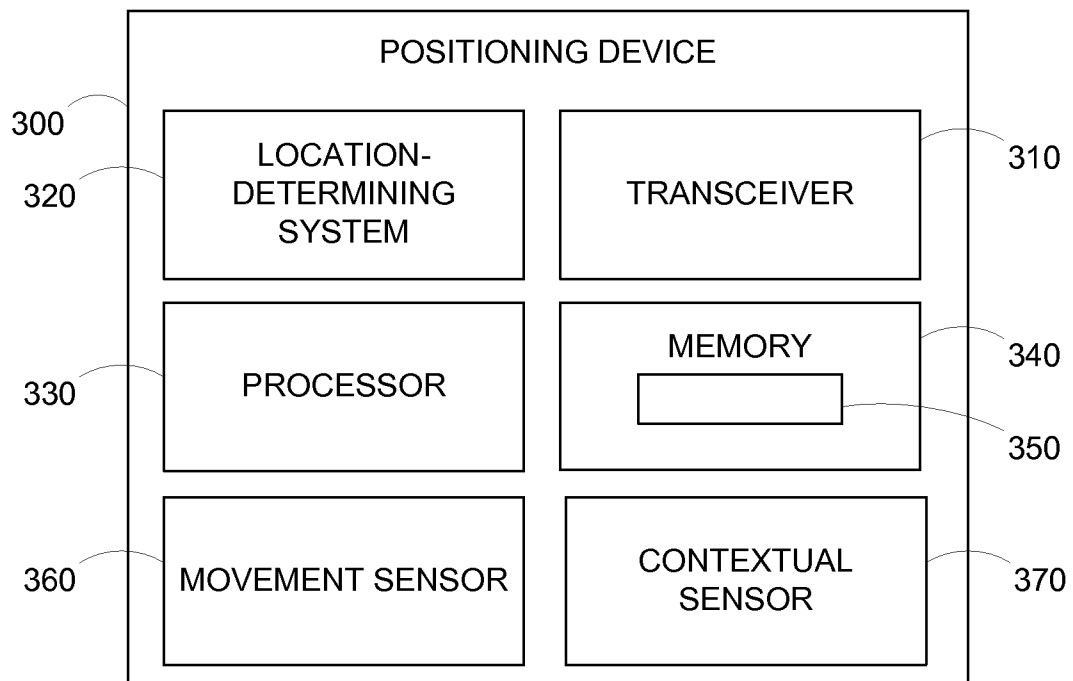 POSITIONING DEVICE
300
LOCATION-
DETERMINING
SYSTEM
320
TRANSCEIVER
310
PROCESSOR
330
MEMORY
340
350
MOVEMENT SENSOR
360
CONTEXTUAL
SENSOR
370